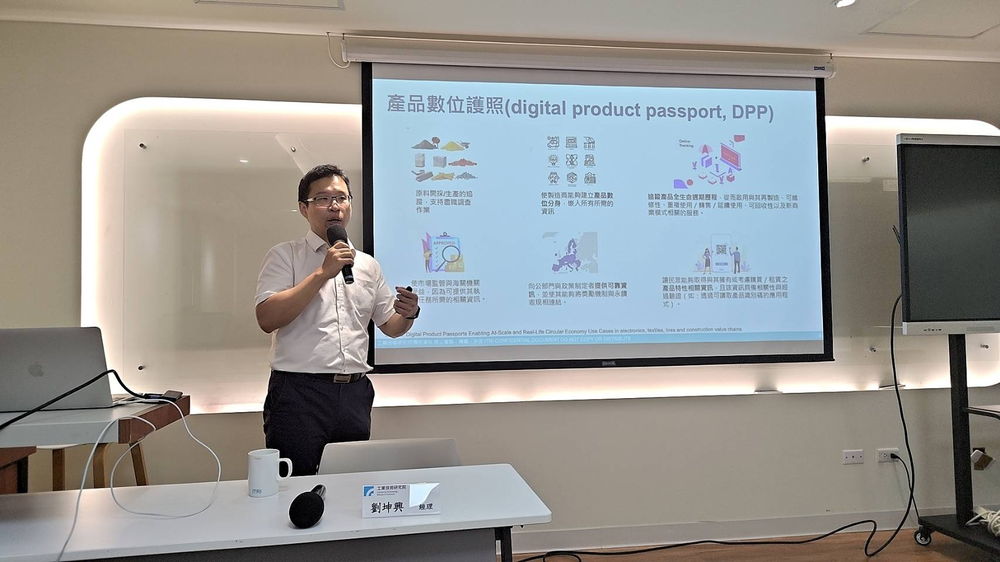 產品數位護照(digital product passport, DPP)
原料開採/生產的追
蹤，支持盡職調查
作業
使製造商能夠建立產品數
位分身，嵌入所有所需的
資訊
Online
Tracking
追蹤產品全生命週期歷程，從而啟用與其再製造、可維
修性、重複使用 / 轉售 / 延續使用、可回收性以及新商
業模式相關的服務。
APPROVED
使市場監管與海關機關
受益，因為可提供其執
任務所需的相關資訊。
向公部門與政策制定者提供可靠資
訊，並使其能夠將獎勵機制與永續
表現相連結。
讓民眾能夠取得與其擁有或考慮購買 / 租賃之
產品特性相關資訊，且該資訊具備相關性與經
過驗證（如：透過可讀取產品識別碼的應用程
式）。
Digital Product Passports Enabling At-Scale and Real-Life Circular Economy Use Cases in electronics, textiles, tires and construction value chains
工業技術研究院機密資料 禁止複製、轉載、外流 ITRI CONFIDENTIAL DOCUMENT DO NOT COPY OR DISTRIBUTE
4
ITRI
工業技術研究院
Industrial Technology
Research Institute
劉坤興 經理